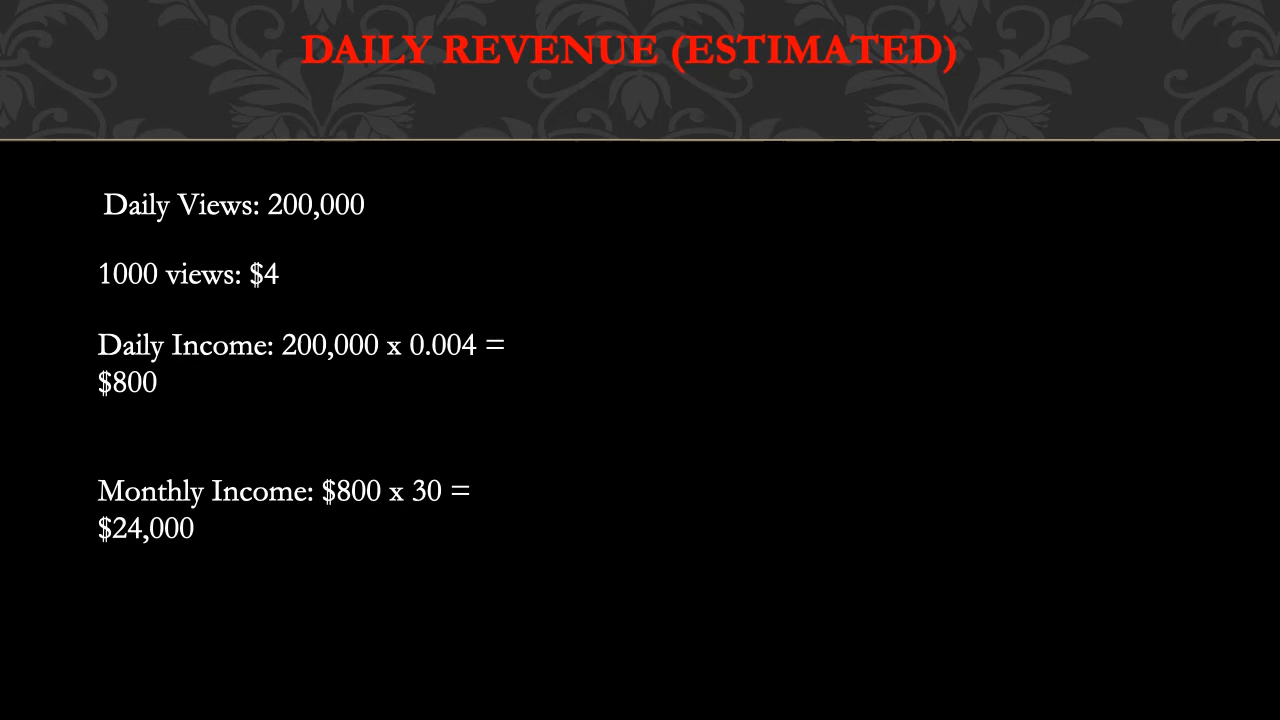 DAILY REVENUE (ESTIMATED)
Daily Views: 200,000
1000 views: $4
Daily Income: 200,000 x 0.004 =
$800
Monthly Income: $800 x 30 =
$24,000